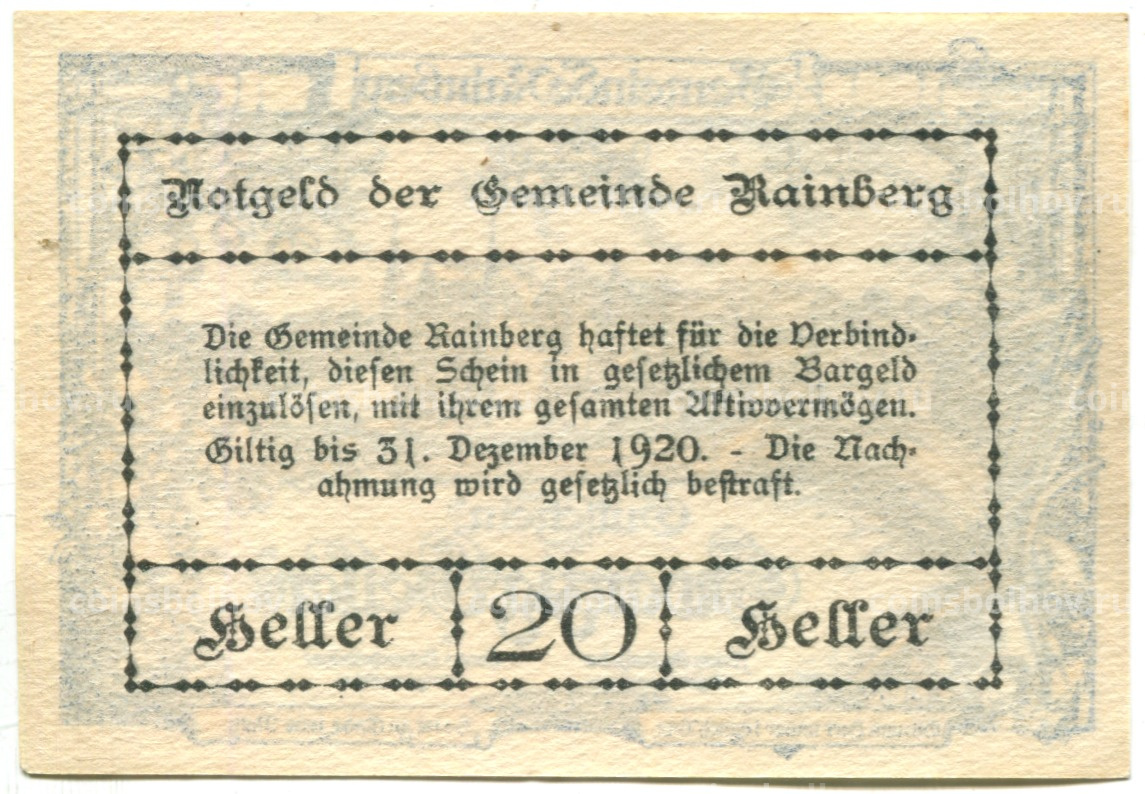 Notgeld der Gemeinde Rainberg
Die Gemeinde Rainberg haftet für die Verbind-
lichkeit, diesen Schein in gesetzlichem Bargeld
einzulösen, mit ihrem gesamten Aktivvermögen.
Giltig bis 31. Dezember 1920. - Die Nach-
ahmung wird gesetzlich bestraft.
Heller 20 Heller